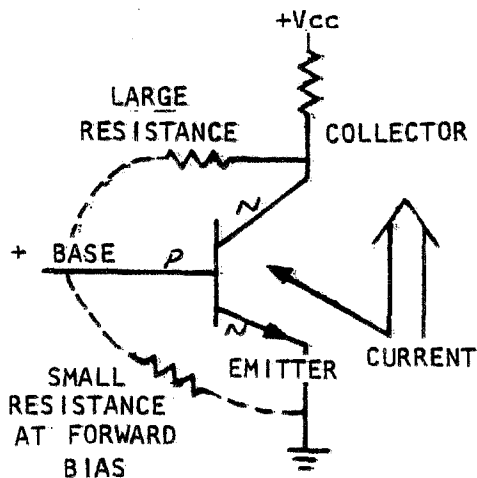 +Vcc
LARGE
RESISTANCE
COLLECTOR
N
+ BASE
P
N
EMITTER
CURRENT
SMALL
RESISTANCE
AT FORWARD
BIAS